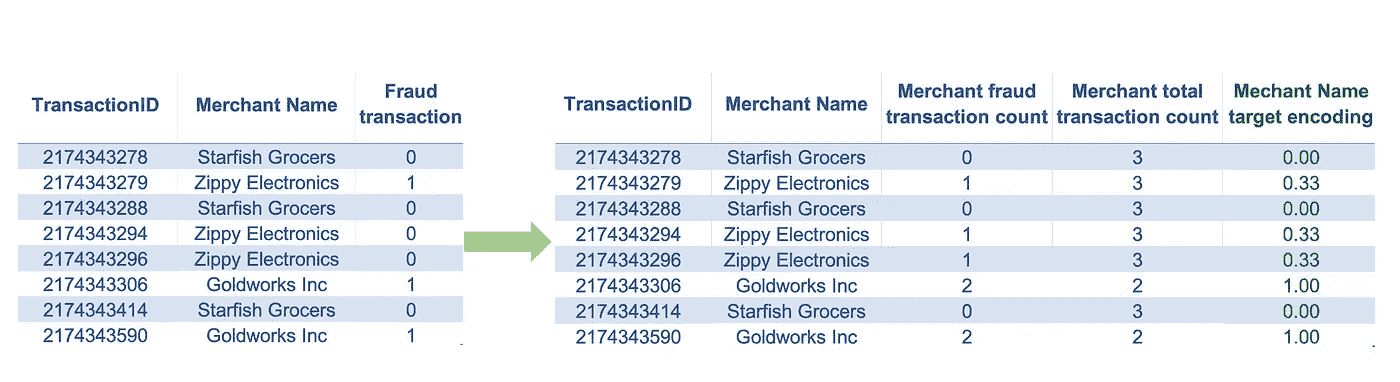 TransactionID Merchant Name Fraud transaction
2174343278 Starfish Grocers 0
2174343279 Zippy Electronics 1
2174343288 Starfish Grocers 0
2174343294 Zippy Electronics 0
2174343296 Zippy Electronics 0
2174343306 Goldworks Inc 1
2174343414 Starfish Grocers 0
2174343590 Goldworks Inc 1
TransactionID Merchant Name Merchant fraud transaction count Merchant total transaction count Mechant Name target encoding
2174343278 Starfish Grocers 0 3 0.00
2174343279 Zippy Electronics 1 3 0.33
2174343288 Starfish Grocers 0 3 0.00
2174343294 Zippy Electronics 1 3 0.33
2174343296 Zippy Electronics 1 3 0.33
2174343306 Goldworks Inc 2 2 1.00
2174343414 Starfish Grocers 0 3 0.00
2174343590 Goldworks Inc 2 2 1.00